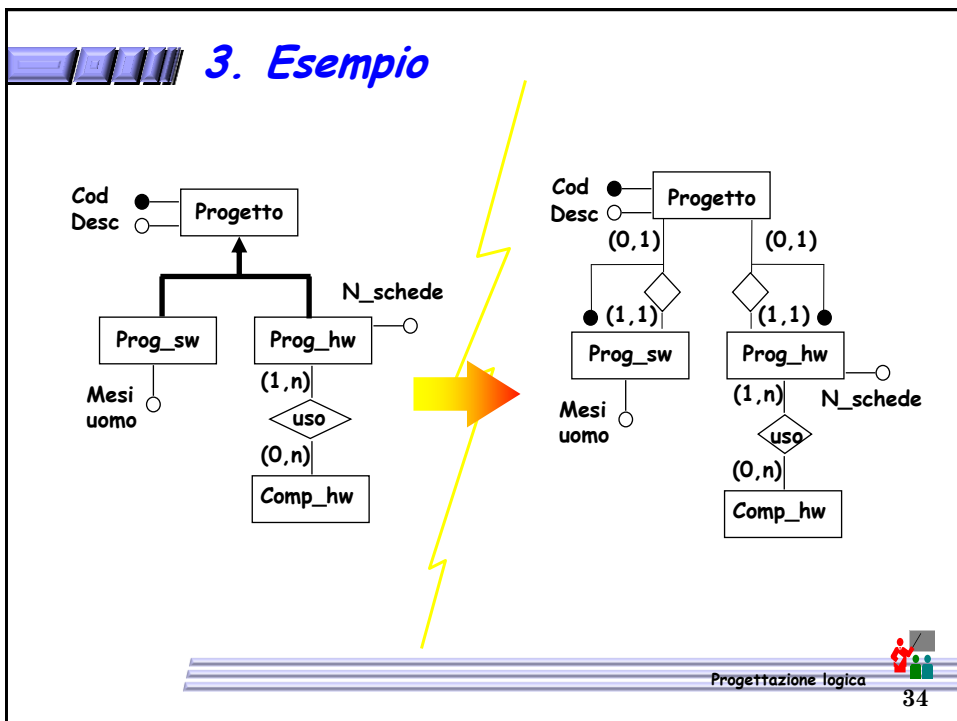 3. Esempio
Cod
Desc
Progetto
N_schede
Prog_sw
Prog_hw
Mesi
uomo
(1,n)
uso
(0,n)
Comp_hw
Cod
Desc
Progetto
(0,1)
(0,1)
(1,1)
(1,1)
Prog_sw
Prog_hw
Mesi
uomo
(1,n)
N_schede
uso
(0,n)
Comp_hw
Progettazione logica
34